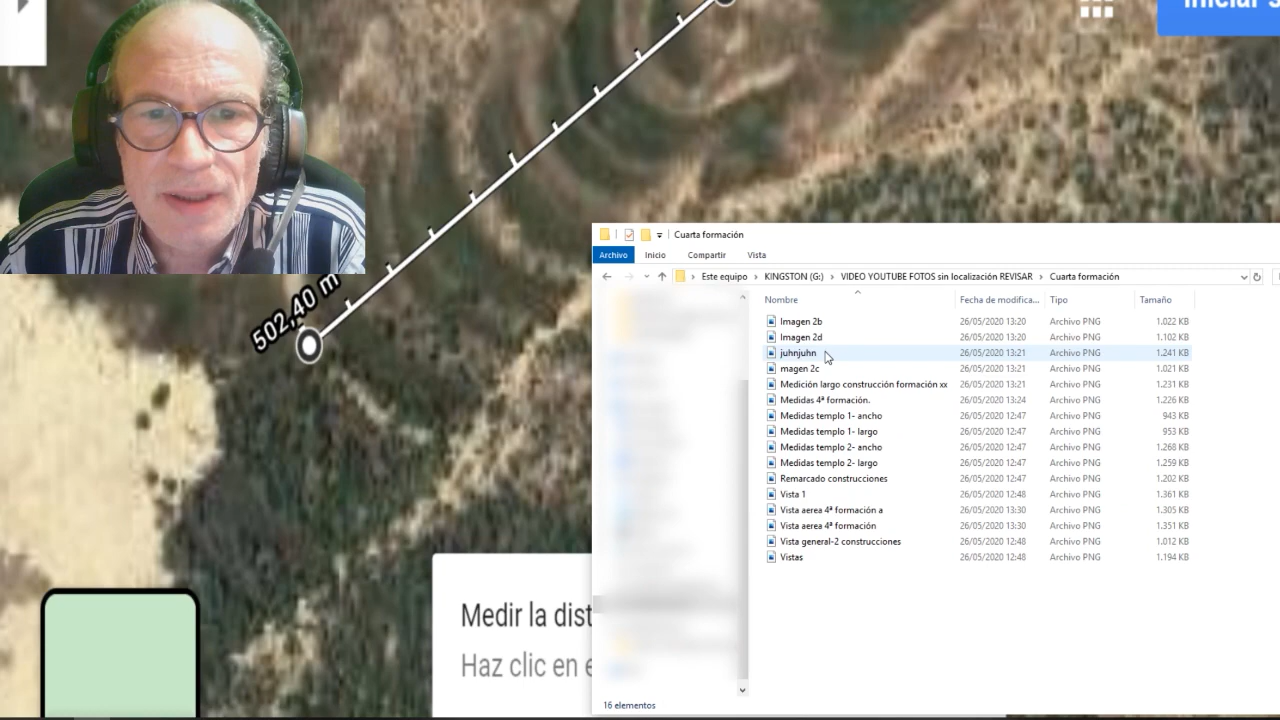 Iniciar s
502,40 m
Medir la dist
Haz clic en e
Cuarta formación
Archivo Inicio Compartir Vista
Este equipo > KINGSTON (G:) > VIDEO YOUTUBE FOTOS sin localización REVISAR > Cuarta formación
Nombre Fecha de modifica... Tipo Tamaño
Imagen 2b 26/05/2020 13:20 Archivo PNG 1.022 KB
Imagen 2d 26/05/2020 13:20 Archivo PNG 1.102 KB
juhnjuhn 26/05/2020 13:21 Archivo PNG 1.241 KB
magen 2c 26/05/2020 13:21 Archivo PNG 1.021 KB
Medición largo construcción formación xx 26/05/2020 13:21 Archivo PNG 1.231 KB
Medidas 4ª formación. 26/05/2020 13:24 Archivo PNG 1.226 KB
Medidas templo 1- ancho 26/05/2020 12:47 Archivo PNG 943 KB
Medidas templo 1- largo 26/05/2020 12:47 Archivo PNG 953 KB
Medidas templo 2- ancho 26/05/2020 12:47 Archivo PNG 1.268 KB
Medidas templo 2- largo 26/05/2020 12:47 Archivo PNG 1.259 KB
Remarcado construcciones 26/05/2020 12:47 Archivo PNG 1.202 KB
Vista 1 26/05/2020 12:48 Archivo PNG 1.361 KB
Vista aerea 4ª formación a 26/05/2020 13:30 Archivo PNG 1.305 KB
Vista aerea 4ª formación 26/05/2020 13:30 Archivo PNG 1.351 KB
Vista general-2 construcciones 26/05/2020 12:48 Archivo PNG 1.012 KB
Vistas 26/05/2020 12:48 Archivo PNG 1.194 KB
16 elementos